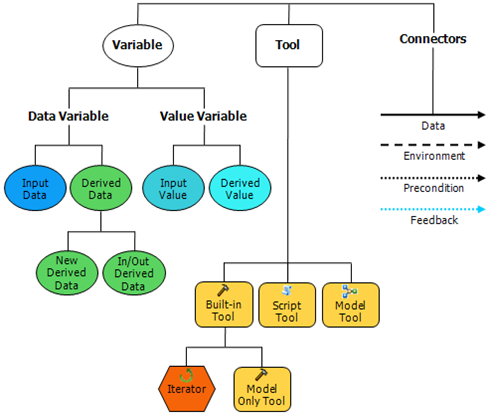 Variable
Tool
Connectors
Data Variable
Value Variable
Data
Environment
Precondition
Feedback
Input
Data
Derived
Data
Input
Value
Derived
Value
New
Derived
Data
In/Out
Derived
Data
Built-in
Tool
Script
Tool
Model
Tool
Iterator
Model
Only Tool